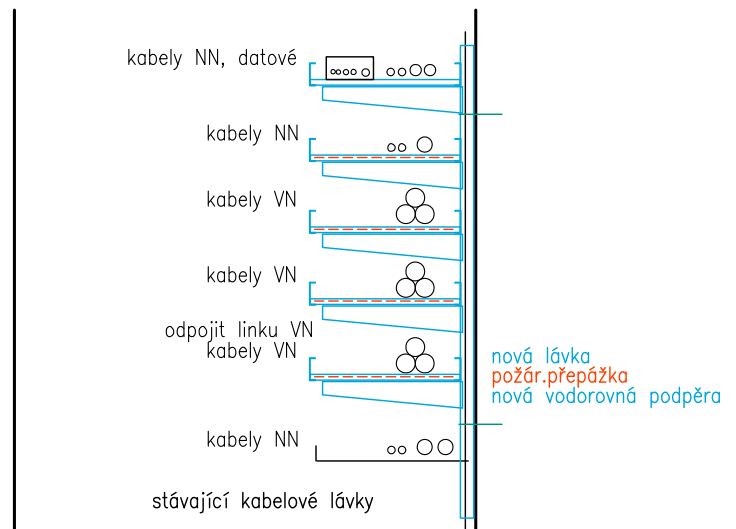 kabely NN, datové
kabely NN
kabely VN
kabely VN
odpojit linku VN
kabely VN
nová lávka
požár.přepážka
nová vodorovná podpěra
kabely NN
stávající kabelové lávky